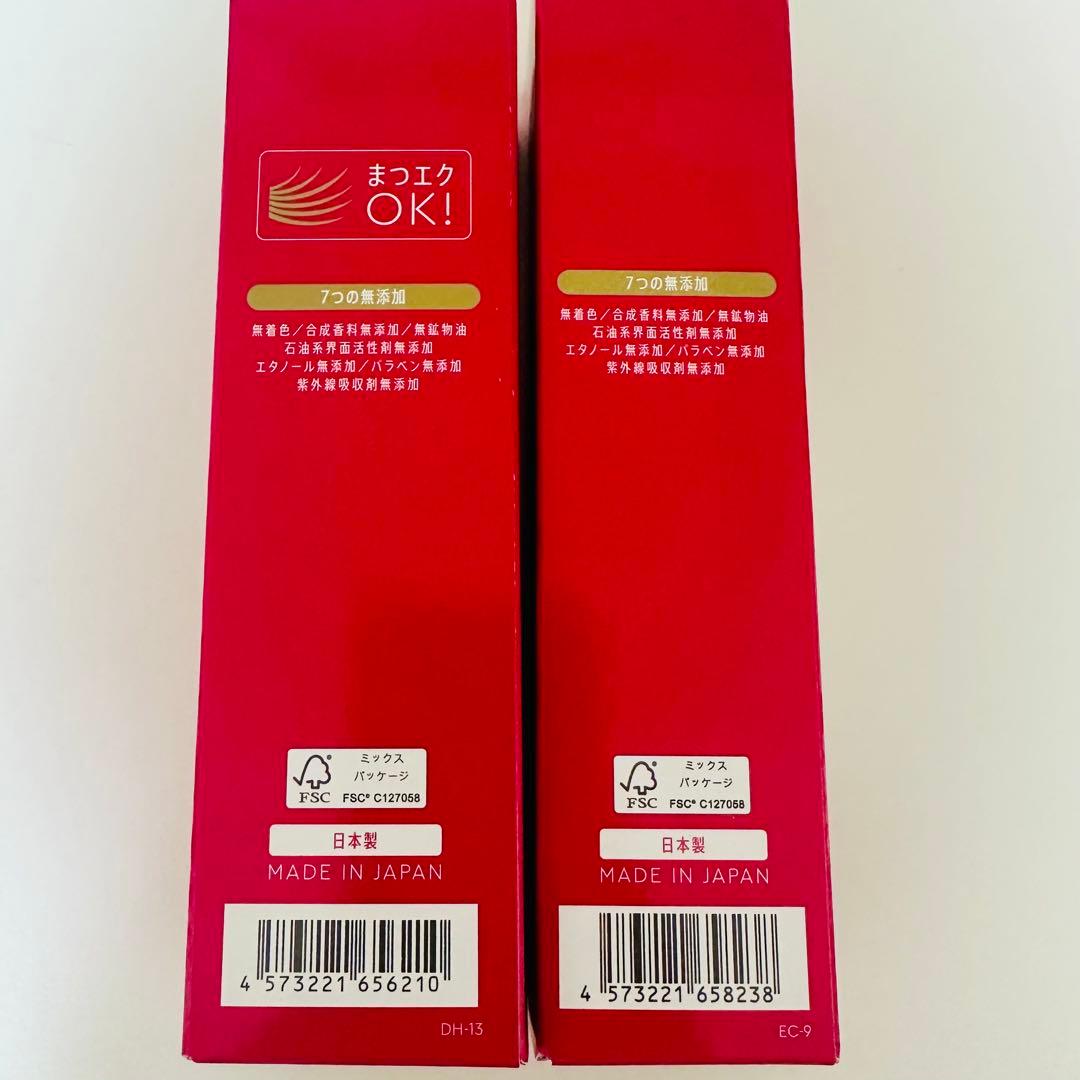 まつエク
OK!
7つの無添加
無着色／合成香料無添加／無鉱物油
石油系界面活性剤無添加
エタノール無添加／パラベン無添加
紫外線吸収剤無添加
ミックス
パッケージ
FSC
FSC® C127058
日本製
MADE IN JAPAN
4 573221 656210
DH-13
7つの無添加
無着色／合成香料無添加／無鉱物油
石油系界面活性剤無添加
エタノール無添加／パラベン無添加
紫外線吸収剤無添加
ミックス
パッケージ
FSC
FSC® C127058
日本製
MADE IN JAPAN
4 573221 658238
EC-9